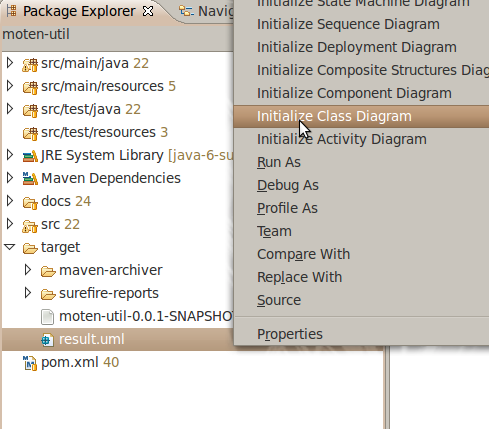 Package Explorer
Navig
moten-util
src/main/java 22
src/main/resources 5
src/test/java 22
src/test/resources 3
JRE System Library [java-6-su
Maven Dependencies
docs 24
src 22
target
maven-archiver
surefire-reports
moten-util-0.0.1-SNAPSHO
result.uml
pom.xml 40
Initialize State Machine Diagram
Initialize Sequence Diagram
Initialize Deployment Diagram
Initialize Composite Structures Diag
Initialize Component Diagram
Initialize Class Diagram
Initialize Activity Diagram
Run As
Debug As
Profile As
Team
Compare With
Replace With
Source
Properties